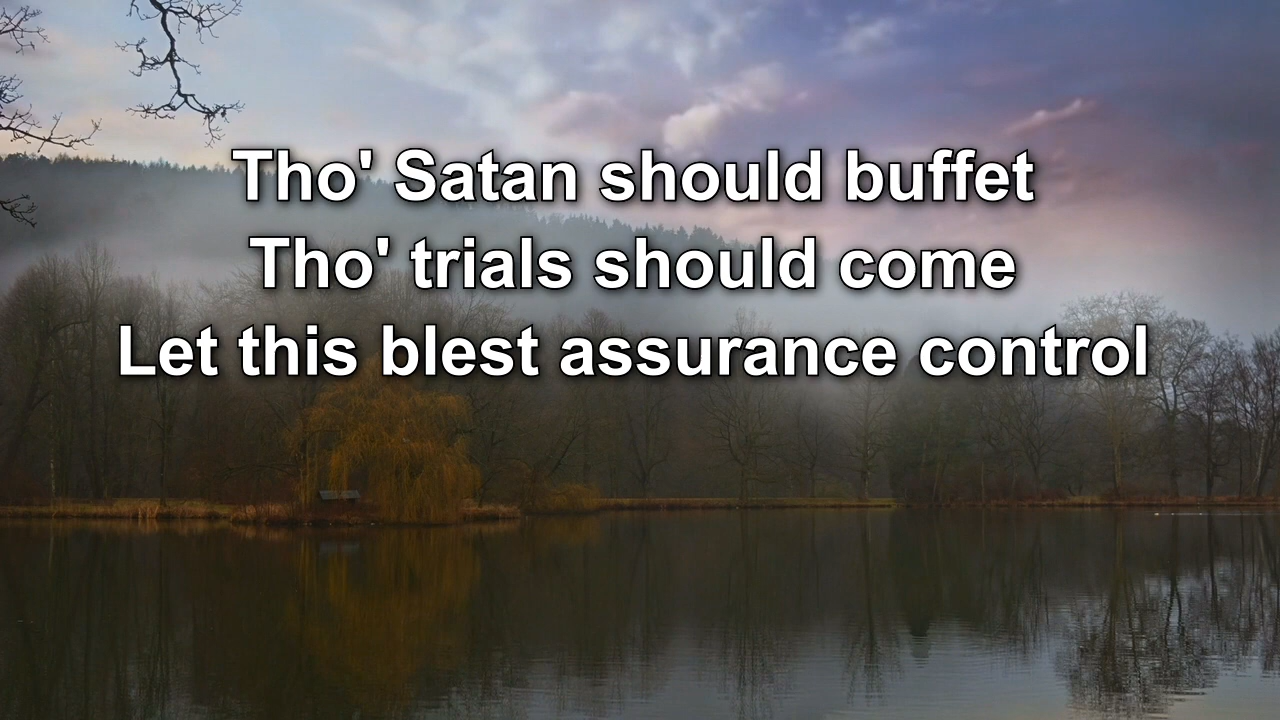 Tho' Satan should buffet
Tho' trials should come
Let this blest assurance control